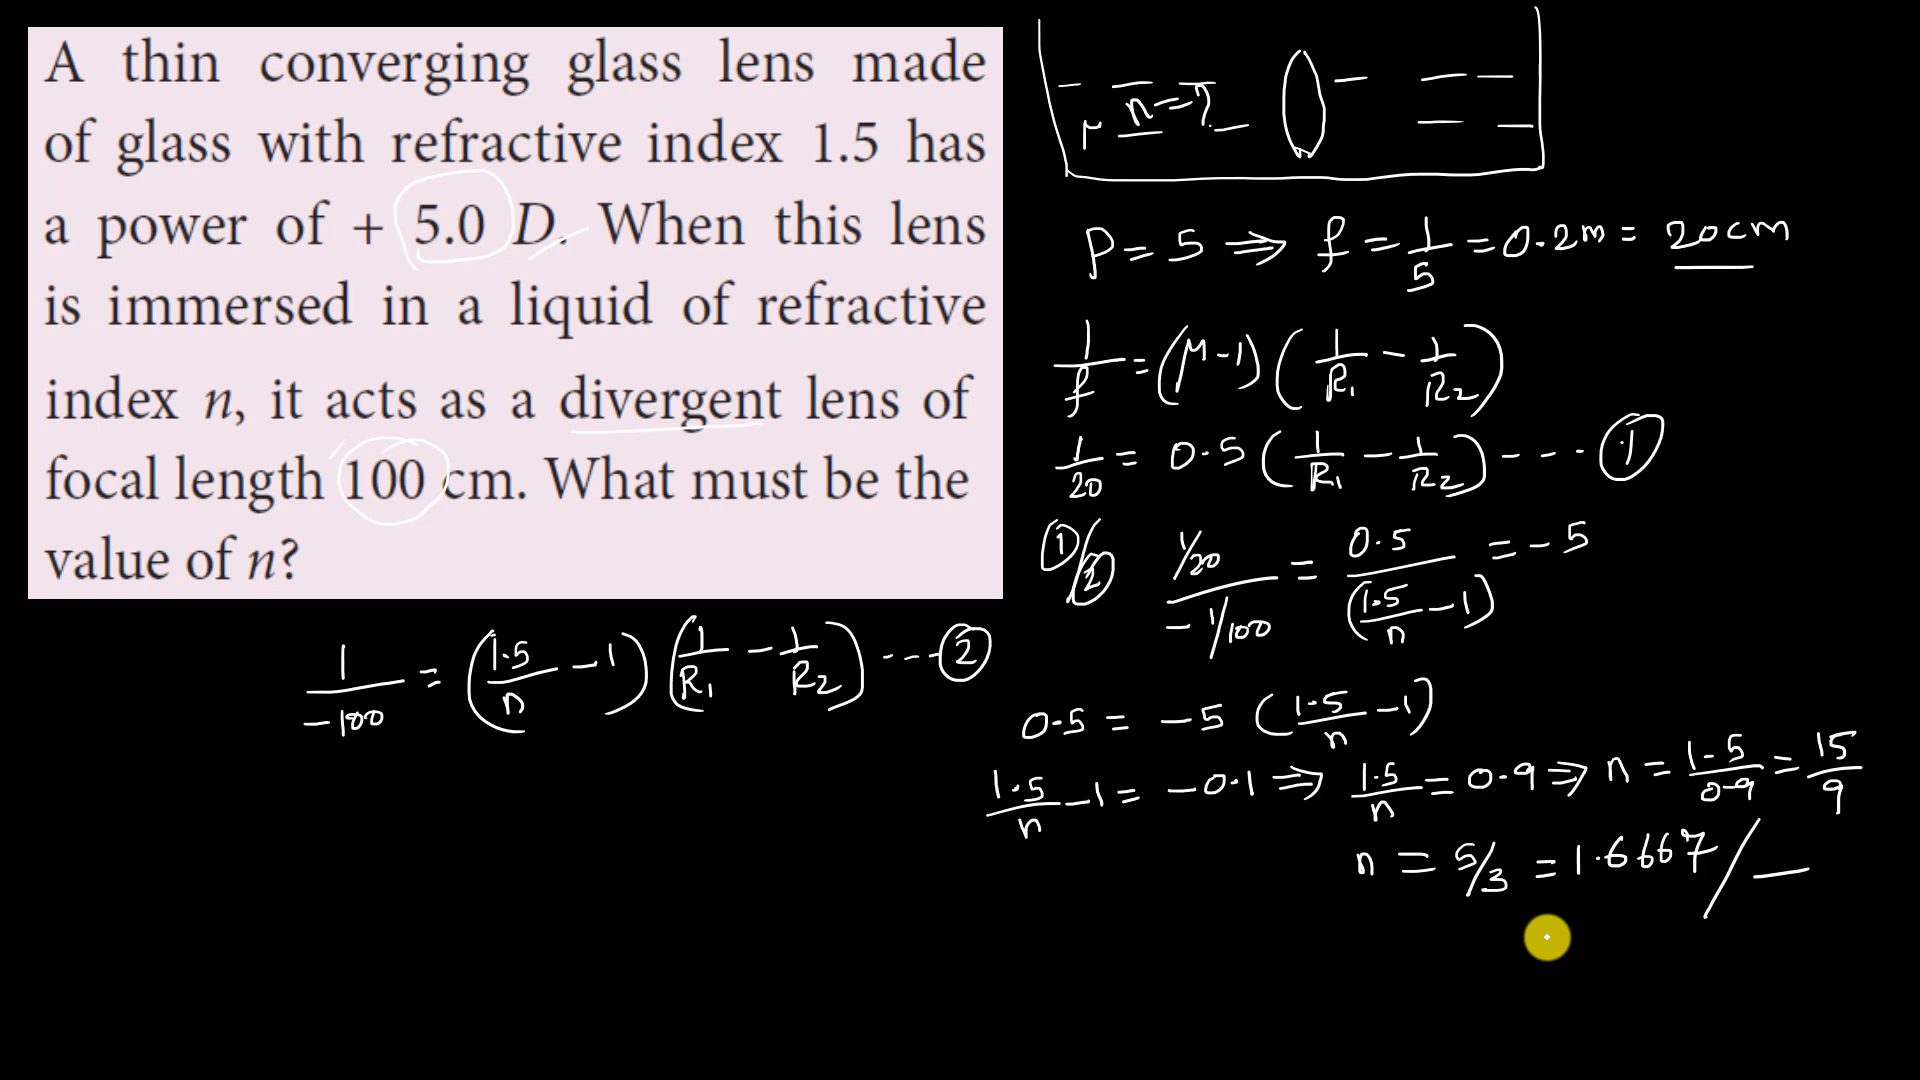 A thin converging glass lens made
of glass with refractive index 1.5 has
a power of + 5.0 D. When this lens
is immersed in a liquid of refractive
index n, it acts as a divergent lens of
focal length 100 cm. What must be the
value of n?
n=?
P = 5 ⇒ f = 1/5 = 0.2m = 20cm
1/f = (μ-1) (1/R₁ - 1/R₂)
1/20 = 0.5 (1/R₁ - 1/R₂) ---- ①
①/② (1/20)/(-1/100) = 0.5/(1.5/n - 1) = -5
1/-100 = (1.5/n - 1) (1/R₁ - 1/R₂) ---- ②
0.5 = -5 (1.5/n - 1)
1.5/n - 1 = -0.1 ⇒ 1.5/n = 0.9 ⇒ n = 1.5/0.9 = 15/9
n = 5/3 = 1.6667